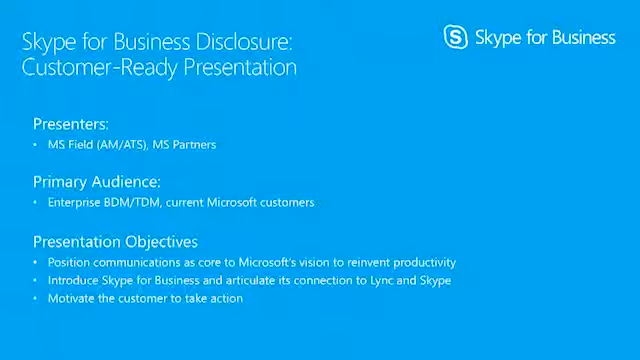 Skype for Business Disclosure:
Customer-Ready Presentation
Skype for Business
Presenters:
• MS Field (AM/ATS), MS Partners
Primary Audience:
• Enterprise BDM/TDM, current Microsoft customers
Presentation Objectives
• Position communications as core to Microsoft's vision to reinvent productivity
• Introduce Skype for Business and articulate its connection to Lync and Skype
• Motivate the customer to take action